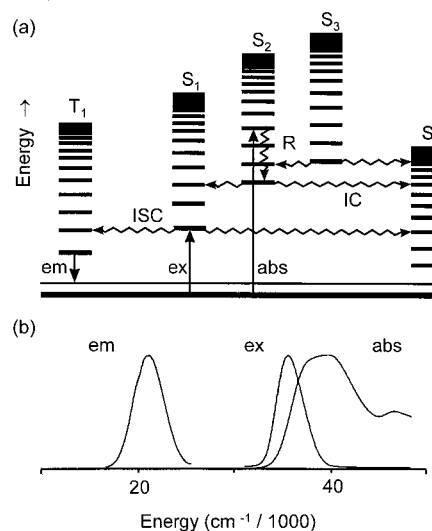 (a)
Energy →
T1
S1
S2
S3
S
R
ISC
IC
em
ex
abs
(b)
em
ex
abs
20
40
Energy (cm⁻¹ / 1000)